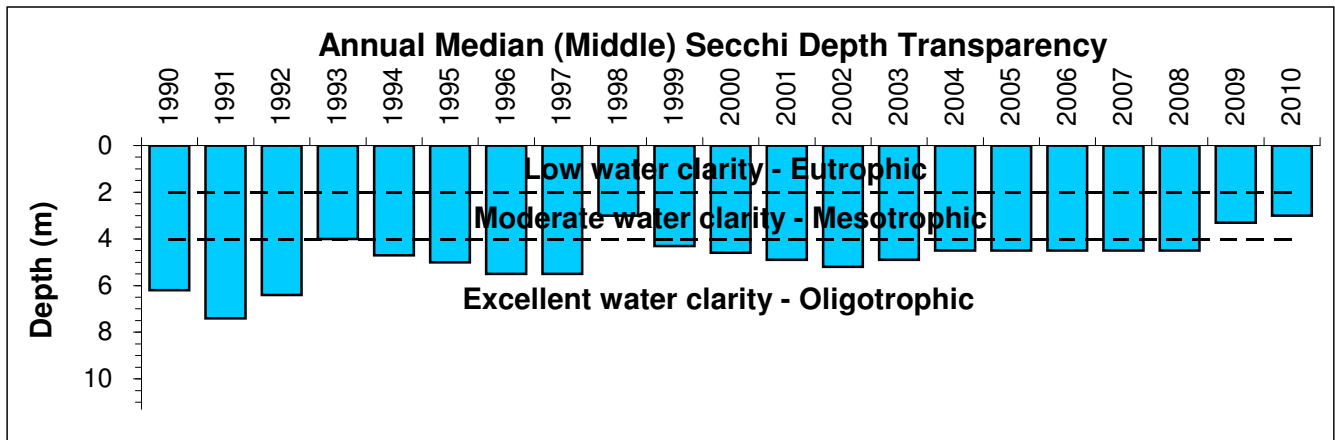 Annual Median (Middle) Secchi Depth Transparency
1990 1991 1992 1993 1994 1995 1996 1997 1998 1999 2000 2001 2002 2003 2004 2005 2006 2007 2008 2009 2010
0
Low water clarity - Eutrophic
2
Moderate water clarity - Mesotrophic
4
6
Excellent water clarity - Oligotrophic
8
10
Depth (m)